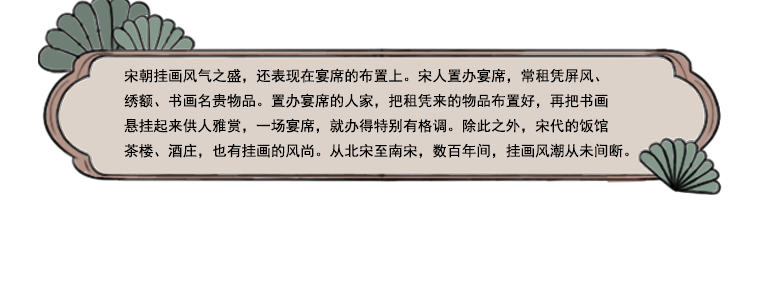 宋朝挂画风气之盛，还表现在宴席的布置上。宋人置办宴席，常租凭屏风、
绣额、书画名贵物品。置办宴席的人家，把租凭来的物品布置好，再把书画
悬挂起来供人雅赏，一场宴席，就办得特别有格调。除此之外，宋代的饭馆
茶楼、酒庄，也有挂画的风尚。从北宋至南宋，数百年间，挂画风潮从未间断。